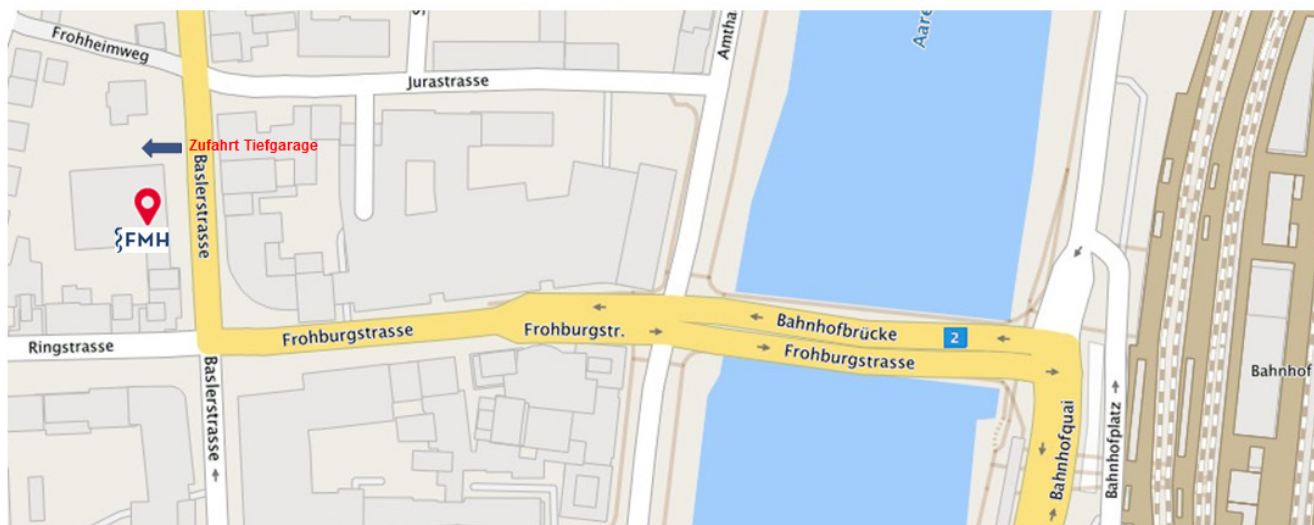 Frohheimweg
Jurastrasse
Amtha
Aare
Zufahrt Tiefgarage
Baslerstrasse
FMH
Ringstrasse
Frohburgstrasse
Frohburgstr.
Bahnhofbrücke
2
Frohburgstrasse
Baslerstrasse
Bahnhofquai
Bahnhofplatz
Bahnhof